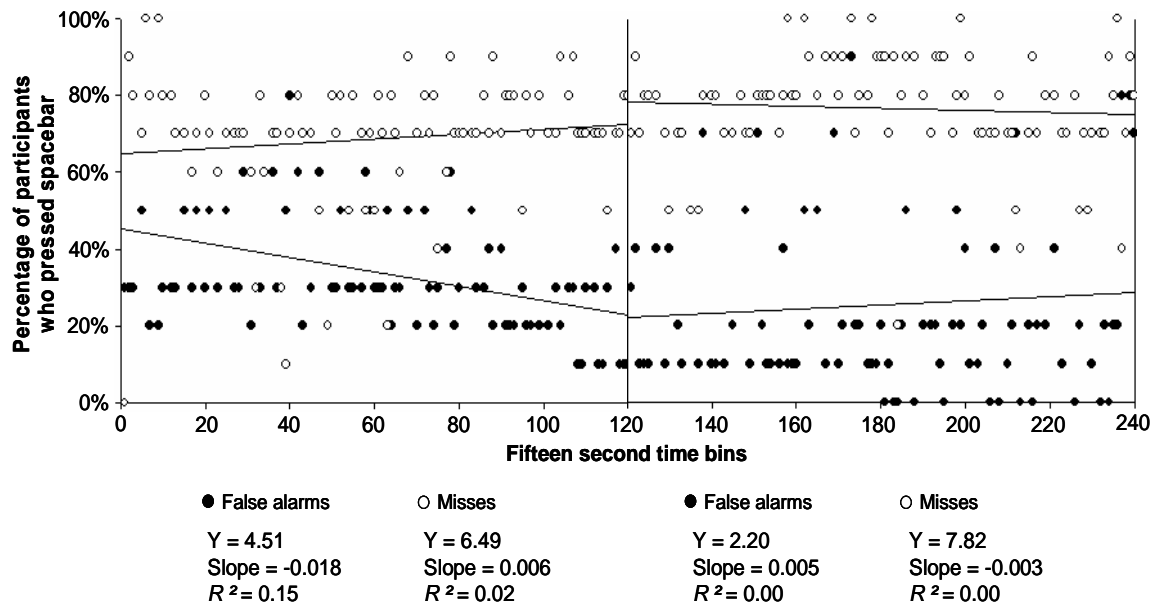 100%
80%
60%
40%
20%
0%
Percentage of participants
who pressed spacebar
0 20 40 60 80 100 120 140 160 180 200 220 240
Fifteen second time bins
False alarms Misses False alarms Misses
Y = 4.51 Y = 6.49 Y = 2.20 Y = 7.82
Slope = -0.018 Slope = 0.006 Slope = 0.005 Slope = -0.003
R ² = 0.15 R ² = 0.02 R ² = 0.00 R ² = 0.00